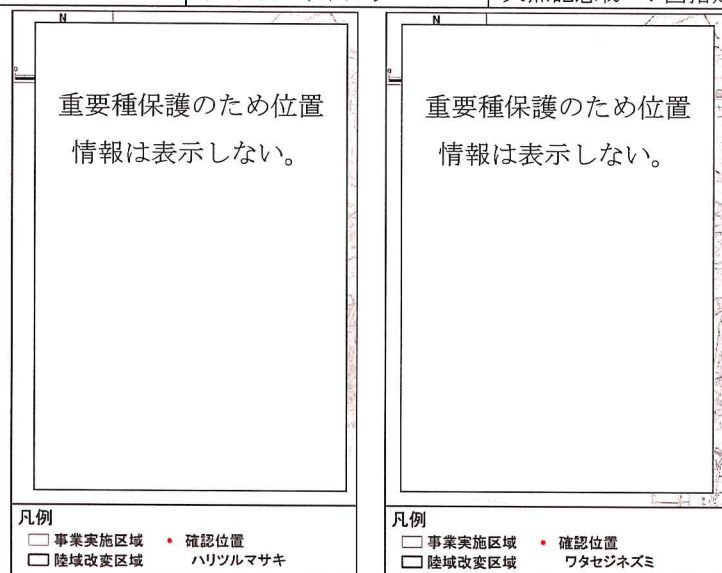 N
重要種保護のため位置
情報は表示しない。
凡例
事業実施区域 ● 確認位置
陸域改変区域 ハリツルマサキ
N
重要種保護のため位置
情報は表示しない。
凡例
事業実施区域 ● 確認位置
陸域改変区域 ワタセジネズミ